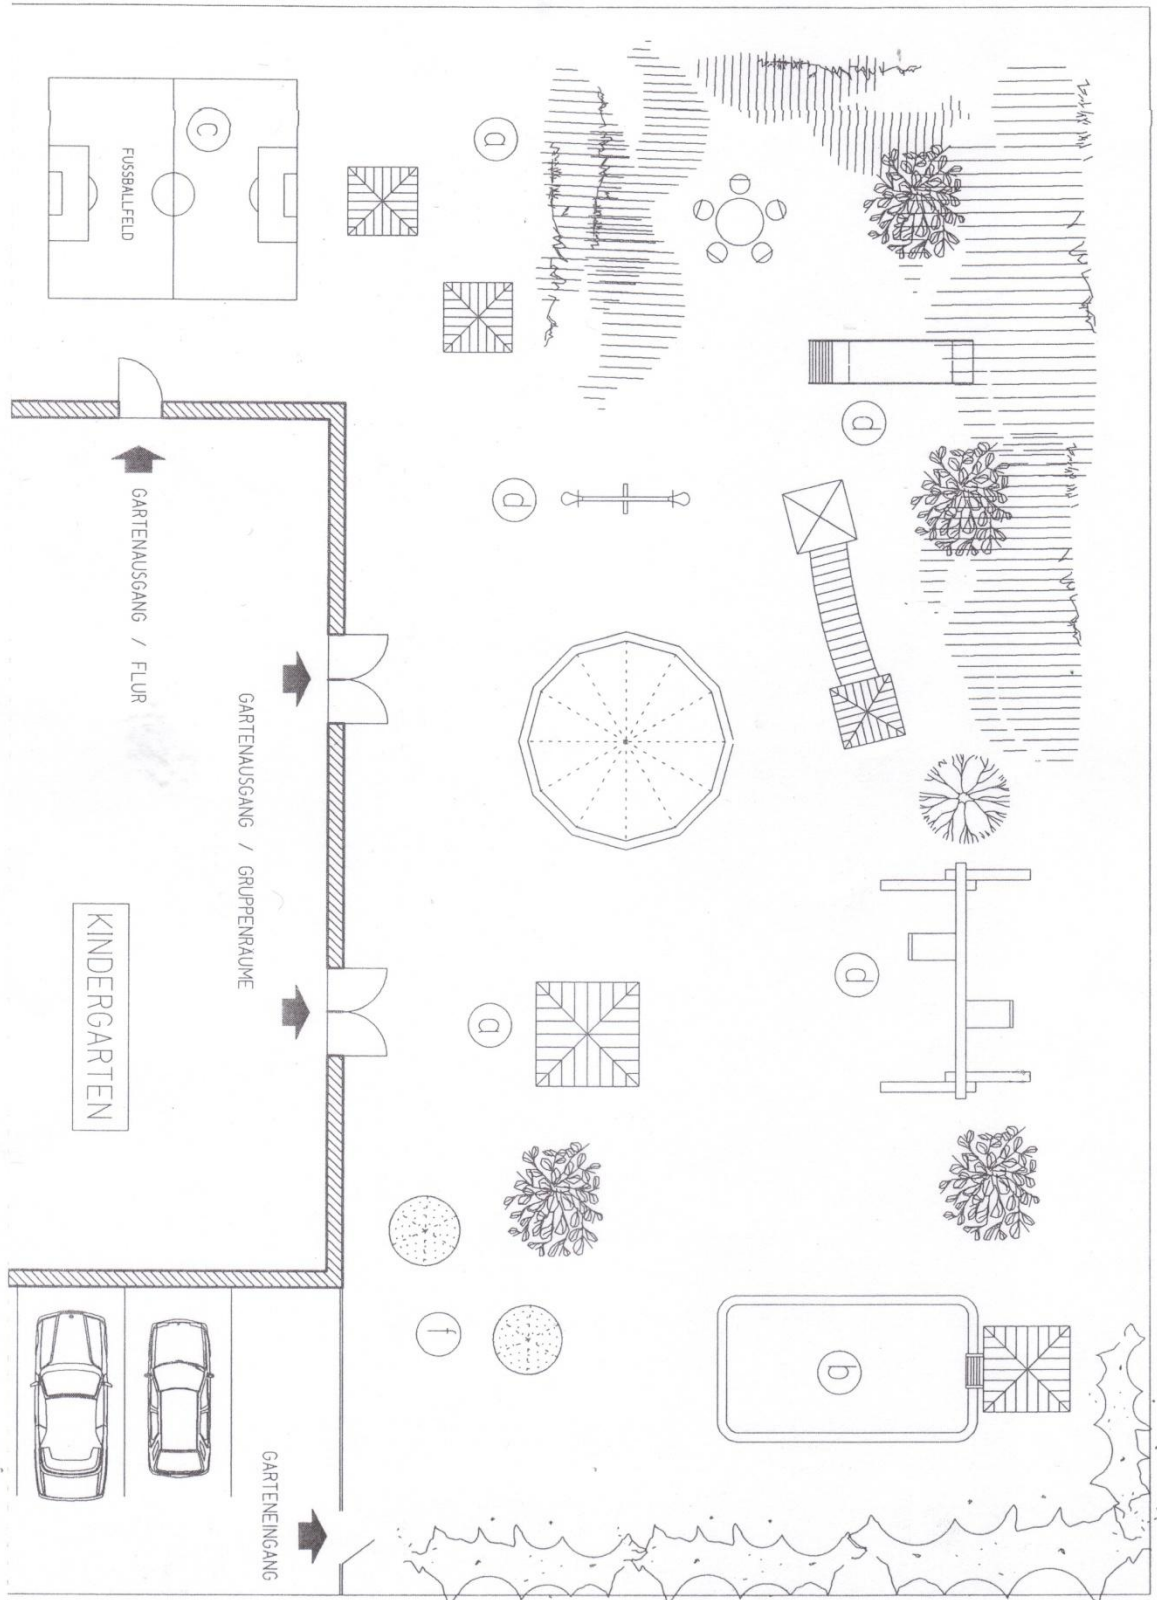 d
d
b
a
d
a
f
c
GARTENAUSGANG / GRUPPENRÄUME
GARTENEINGANG
FUSSBALLFELD
GARTENAUSGANG / FLUR
KINDERGARTEN